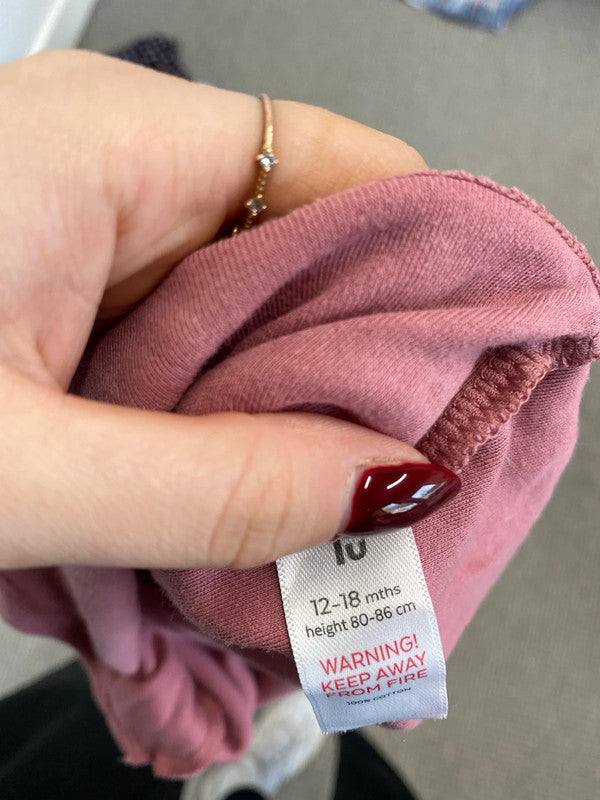 12-18 mths
height 80-86 cm
WARNING!
KEEP AWAY
FROM FIRE
100% COTTON